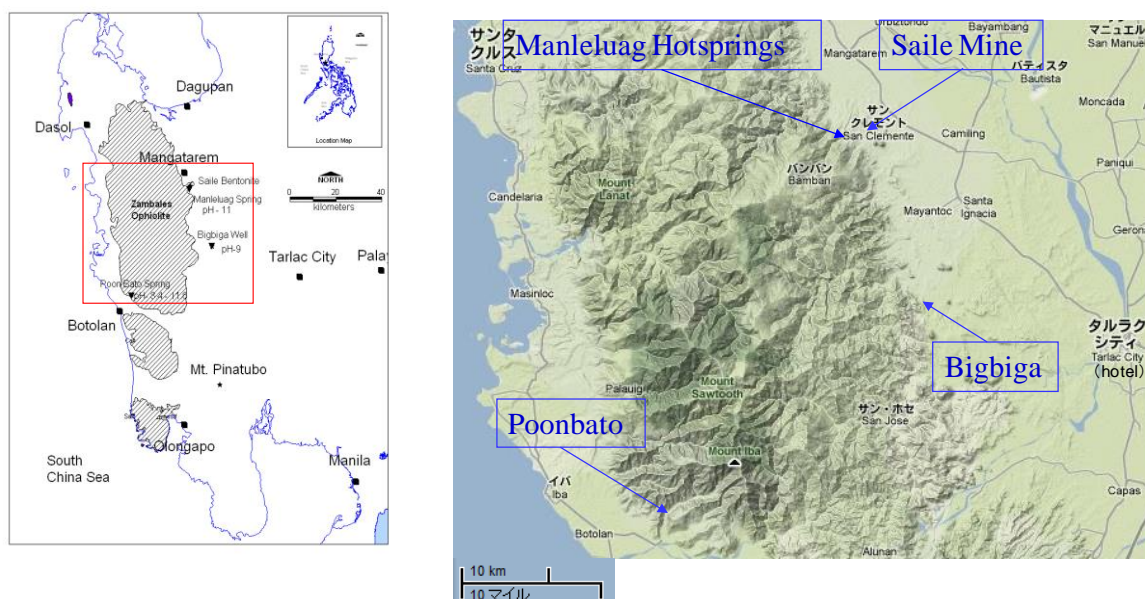 Location Map
Dagupan
Dasol
Mangatarem
Saile Bentonite
Manleluag Spring
pH - 11
NORTH
0 20 40
kilometers
Zambales
Ophiolite
Bigbiga Well
pH-9
Tarlac City
Palay
Poon Bato Spring
Botolan
Mt. Pinatubo
Olongapo
South
China Sea
Manila
サンタ
クルス
Santa Cruz
Manleluag Hotsprings
Saile Mine
Urbiztondo
Bayambang
マニュエル
San Manuel
Mangatarem
バティスタ
Bautista
Moncada
サン
クレモント
San Clemente
Camiling
Paniqui
バンバン
Bamban
Mount
Lanat
Candelaria
Mayantoc
Santa
Ignacia
Gerona
Masinloc
タルラク
シティ
Tarlac City
(hotel)
Bigbiga
Palauig
Mount
Sawtooth
サン・ホセ
San Jose
Poonbato
Mount Iba
イバ
Iba
Capas
Botolan
Alunan
10 km
10 マイル